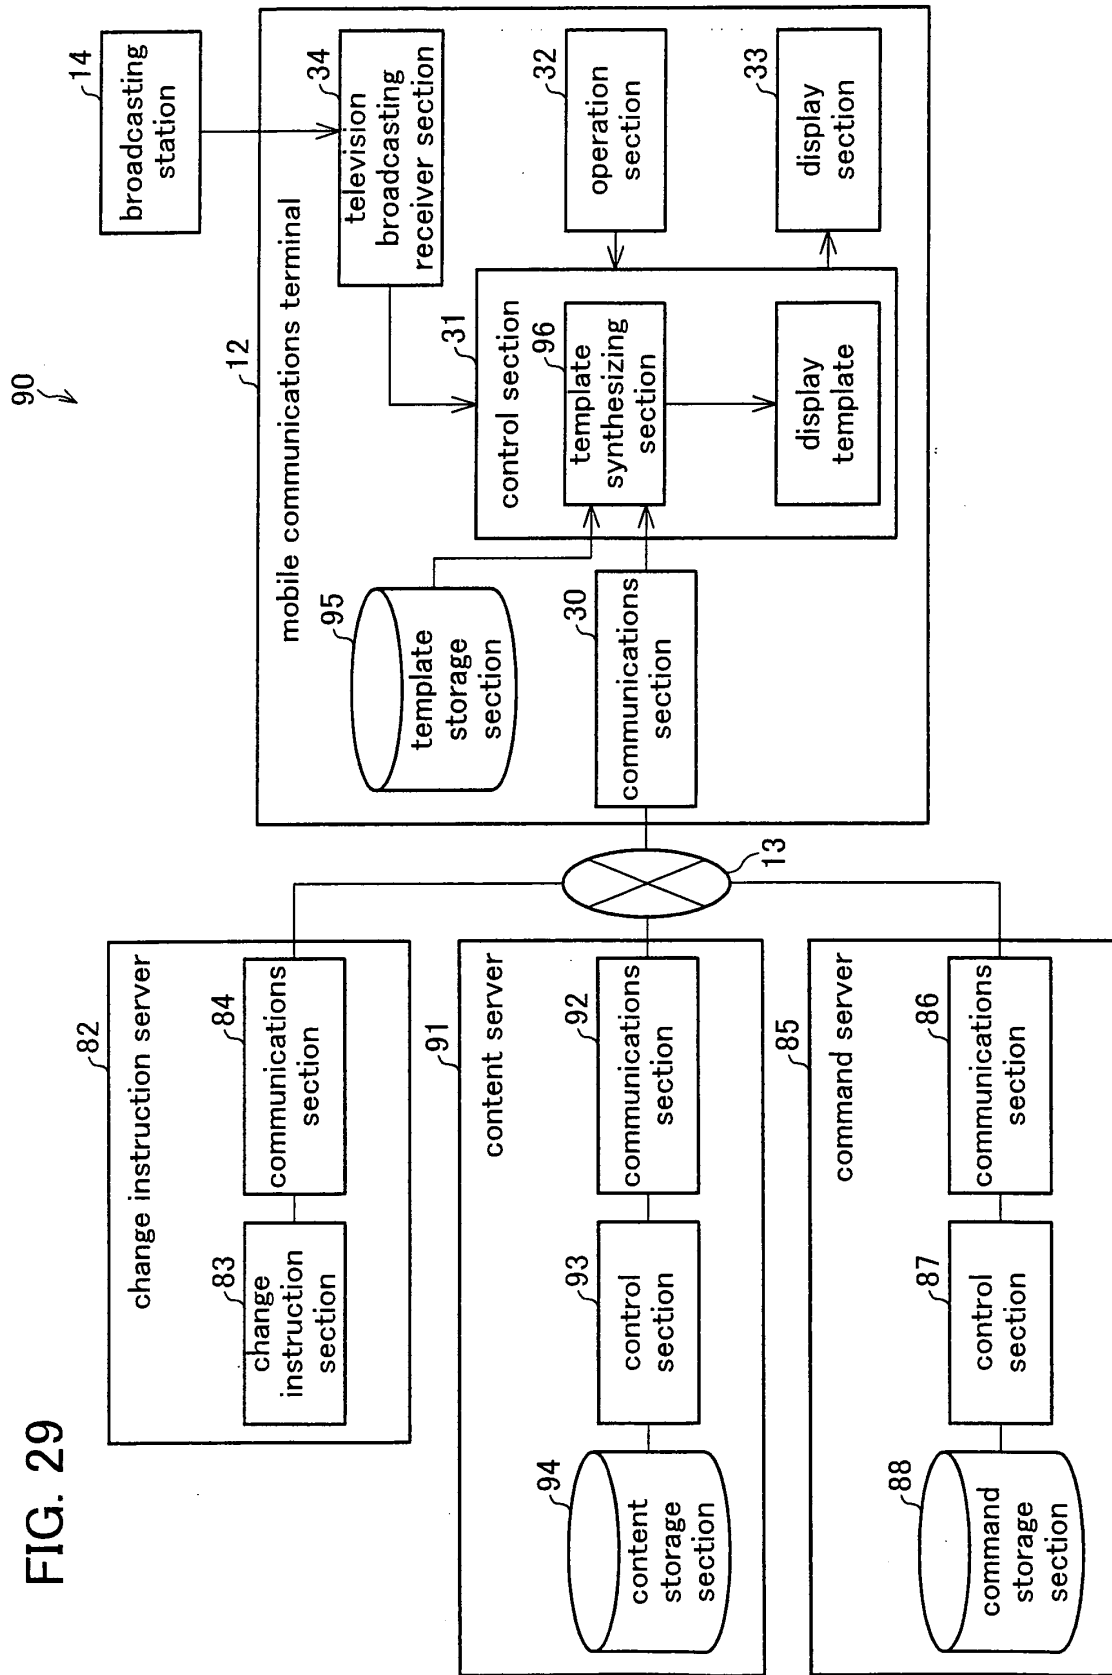 FIG. 29
90
82
change instruction server
83
change
instruction
section
84
communications
section
91
content server
94
content
storage
section
93
control
section
92
communications
section
85
command server
88
command
storage
section
87
control
section
86
communications
section
13
12
mobile communications terminal
95
template
storage
section
30
communications
section
31
control section
96
template
synthesizing
section
display
template
14
broadcasting
station
34
television
broadcasting
receiver section
32
operation
section
33
display
section